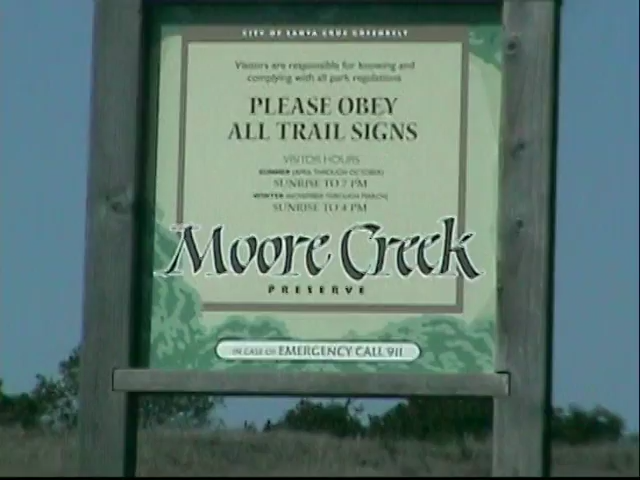 CITY OF SANTA CRUZ GREENBELT
Visitors are responsible for knowing and
complying with all park regulations
PLEASE OBEY
ALL TRAIL SIGNS
VISITOR HOURS
SUMMER (APRIL THROUGH OCTOBER)
SUNRISE TO 7 PM
WINTER (NOVEMBER THROUGH MARCH)
SUNRISE TO 4 PM
Moore Creek
PRESERVE
IN CASE OF EMERGENCY CALL 911